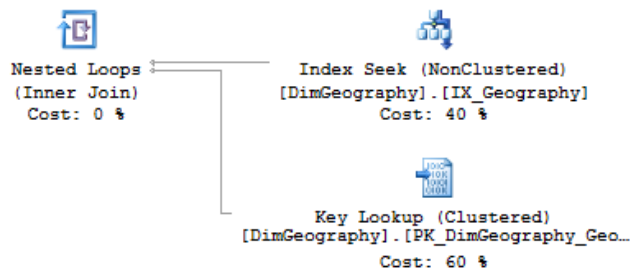 Nested Loops
(Inner Join)
Cost: 0 %
Index Seek (NonClustered)
[DimGeography].[IX_Geography]
Cost: 40 %
Key Lookup (Clustered)
[DimGeography].[PK_DimGeography_Geo…
Cost: 60 %